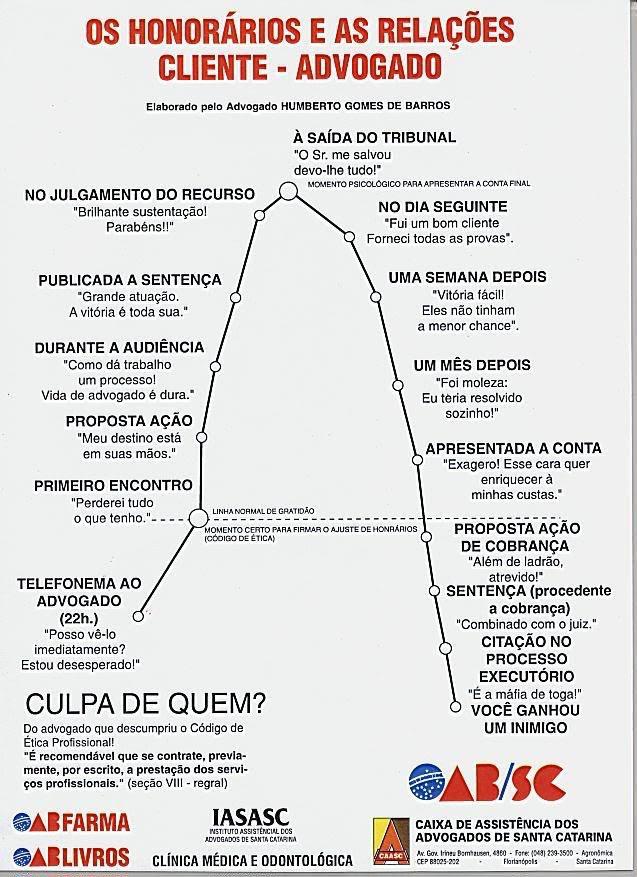 OS HONORÁRIOS E AS RELAÇÕES
CLIENTE - ADVOGADO
Elaborado pelo Advogado HUMBERTO GOMES DE BARROS
À SAÍDA DO TRIBUNAL
"O Sr. me salvou
devo-lhe tudo!"
MOMENTO PSICOLÓGICO PARA APRESENTAR A CONTA FINAL
NO JULGAMENTO DO RECURSO
"Brilhante sustentação!
Parabéns!!"
PUBLICADA A SENTENÇA
"Grande atuação.
A vitória é toda sua."
DURANTE A AUDIÊNCIA
"Como dá trabalho
um processo!
Vida de advogado é dura."
PROPOSTA AÇÃO
"Meu destino está
em suas mãos."
PRIMEIRO ENCONTRO
"Perderei tudo
o que tenho."
LINHA NORMAL DE GRATIDÃO
MOMENTO CERTO PARA FIRMAR O AJUSTE DE HONRÁRIOS
(CÓDIGO DE ÉTICA)
TELEFONEMA AO
ADVOGADO
(22h.)
"Posso vê-lo
imediatamente?
Estou desesperado!"
NO DIA SEGUINTE
"Fui um bom cliente
Forneci todas as provas".
UMA SEMANA DEPOIS
"Vitória fácil!
Eles não tinham
a menor chance".
UM MÊS DEPOIS
"Foi moleza:
Eu teria resolvido
sozinho!"
APRESENTADA A CONTA
"Exagero! Esse cara quer
enriquecer à
minhas custas."
PROPOSTA AÇÃO
DE COBRANÇA
"Além de ladrão,
atrevido!"
SENTENÇA (procedente
a cobrança)
"Combinado com o juiz."
CITAÇÃO NO
PROCESSO
EXECUTÓRIO
"É a máfia de toga!"
VOCÊ GANHOU
UM INIMIGO
CULPA DE QUEM?
Do advogado que descumpriu o Código de
Ética Profissional!
"É recomendável que se contrate, previa-
mente, por escrito, a prestação dos servi-
ços profissionais." (seção VIII - regral)
OAB/SC
OAB FARMA
OAB LIVROS
IASASC
INSTITUTO ASSISTÊNCIAL DOS
ADVOGADOS DE SANTA CATARINA
CLÍNICA MÉDICA E ODONTOLÓGICA
CAASC
CAIXA DE ASSISTÊNCIA DOS
ADVOGADOS DE SANTA CATARINA
Av. Gov. Irineu Bornhausen, 4860 - Fone: (048) 239-3500 - Agronômica
CEP 88025-202 - Florianópolis - Santa Catarina